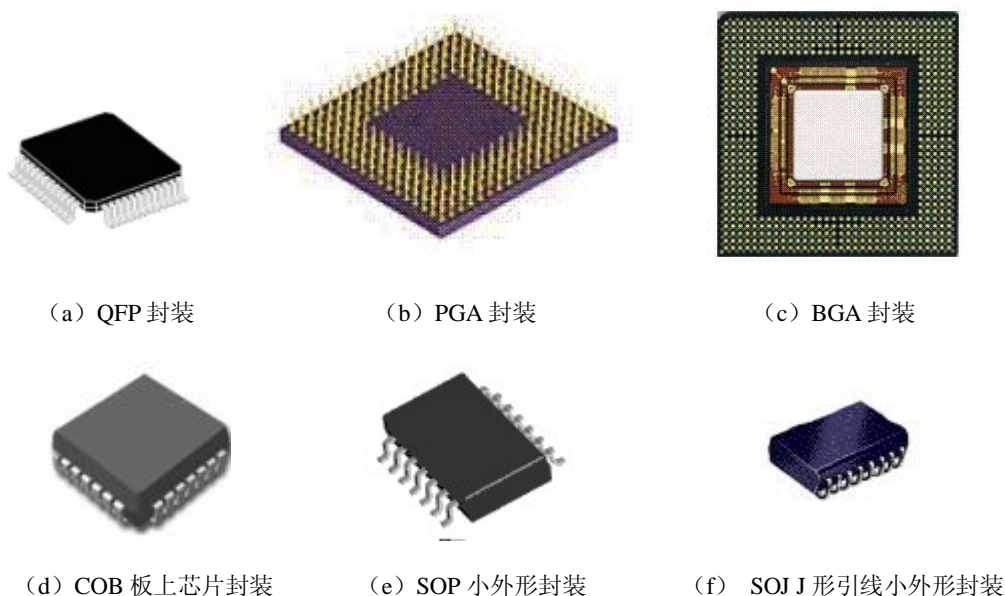 （a）QFP 封装
（b）PGA 封装
（c）BGA 封装
（d）COB 板上芯片封装
（e）SOP 小外形封装
（f） SOJ J 形引线小外形封装